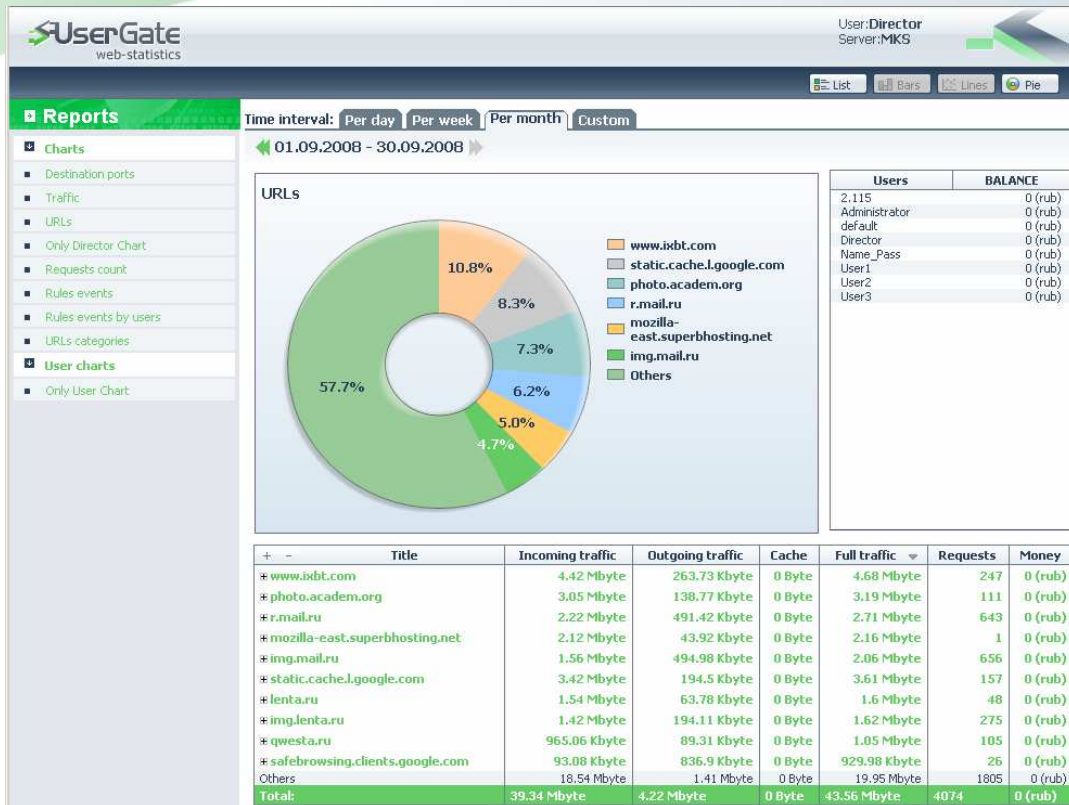 UserGate
web-statistics
User:Director
Server:MKS
List Bars Lines Pie
Reports
Charts
Destination ports
Traffic
URLs
Only Director Chart
Requests count
Rules events
Rules events by users
URLs categories
User charts
Only User Chart
Time interval: Per day Per week Per month Custom
01.09.2008 - 30.09.2008
URLs
10.8%
8.3%
7.3%
6.2%
5.0%
4.7%
57.7%
www.ixbt.com
static.cache.l.google.com
photo.academ.org
r.mail.ru
mozilla-
east.superbhosting.net
img.mail.ru
Others
Users BALANCE
2.115 0 (rub)
Administrator 0 (rub)
default 0 (rub)
Director 0 (rub)
Name_Pass 0 (rub)
User1 0 (rub)
User2 0 (rub)
User3 0 (rub)
+ - Title Incoming traffic Outgoing traffic Cache Full traffic Requests Money
www.ixbt.com 4.42 Mbyte 263.73 Kbyte 0 Byte 4.68 Mbyte 247 0 (rub)
photo.academ.org 3.05 Mbyte 138.77 Kbyte 0 Byte 3.19 Mbyte 111 0 (rub)
r.mail.ru 2.22 Mbyte 491.42 Kbyte 0 Byte 2.71 Mbyte 643 0 (rub)
mozilla-east.superbhosting.net 2.12 Mbyte 43.92 Kbyte 0 Byte 2.16 Mbyte 1 0 (rub)
img.mail.ru 1.56 Mbyte 494.98 Kbyte 0 Byte 2.06 Mbyte 656 0 (rub)
static.cache.l.google.com 3.42 Mbyte 194.5 Kbyte 0 Byte 3.61 Mbyte 157 0 (rub)
lenta.ru 1.54 Mbyte 63.78 Kbyte 0 Byte 1.6 Mbyte 48 0 (rub)
img.lenta.ru 1.42 Mbyte 194.11 Kbyte 0 Byte 1.62 Mbyte 275 0 (rub)
qwesta.ru 965.06 Kbyte 89.31 Kbyte 0 Byte 1.05 Mbyte 105 0 (rub)
safebrowsing.clients.google.com 93.08 Kbyte 836.9 Kbyte 0 Byte 929.98 Kbyte 26 0 (rub)
Others 18.54 Mbyte 1.41 Mbyte 0 Byte 19.95 Mbyte 1805 0 (rub)
Total: 39.34 Mbyte 4.22 Mbyte 0 Byte 43.56 Mbyte 4074 0 (rub)